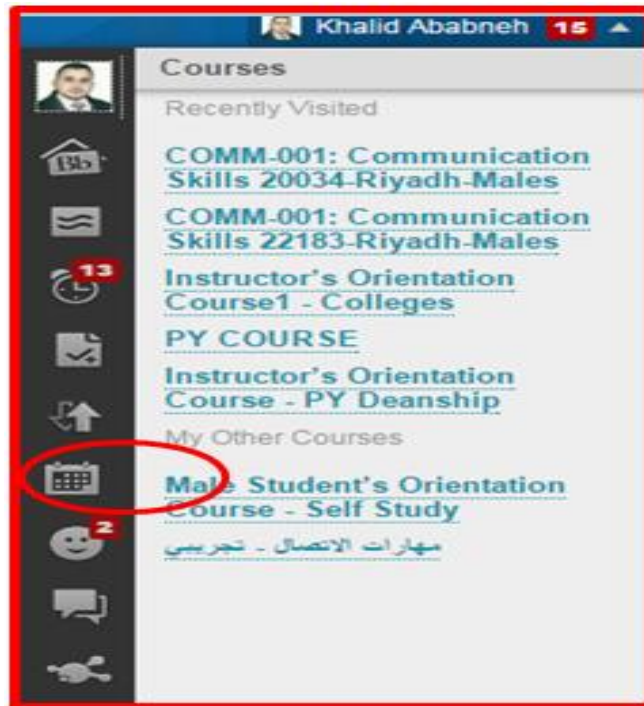 Khalid Ababneh 15
Courses
Recently Visited
Bb
COMM-001: Communication
Skills 20034-Riyadh-Males
COMM-001: Communication
Skills 22183-Riyadh-Males
13
Instructor's Orientation
Course1 - Colleges
PY COURSE
Instructor's Orientation
Course - PY Deanship
My Other Courses
Male Student's Orientation
Course - Self Study
2
مهارات الاتصال - تجريبي